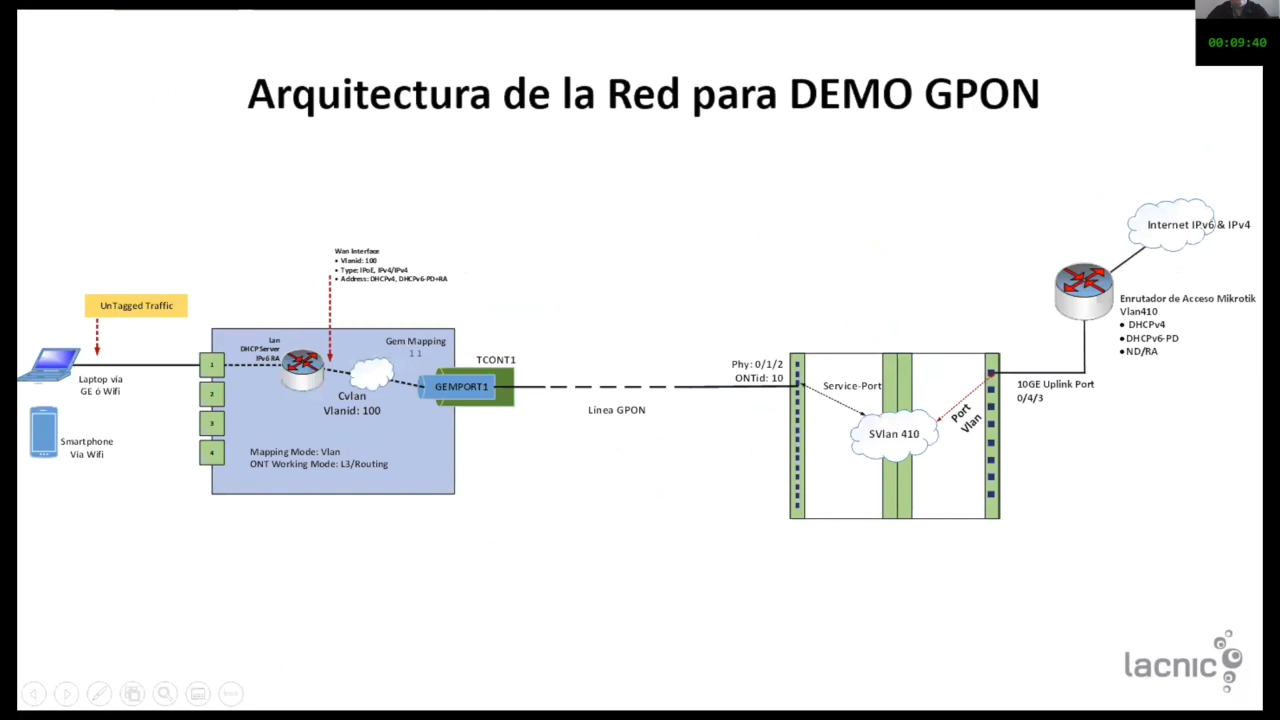 00:09:40
Arquitectura de la Red para DEMO GPON
Internet IPv6 & IPv4
Wan Interface
• Vlanid: 100
• Type: IPoE, IPv4/IPv4
• Address: DHCPv4, DHCPv6-PD+RA
UnTagged Traffic
Enrutador de Acceso Mikrotik
Vlan410
• DHCPv4
• DHCPv6-PD
• ND/RA
Lan
DHCP Server
IPv6 RA
Gem Mapping
1 1
TCONT1
GEMPORT1
Cvlan
Vlanid: 100
Mapping Mode: Vlan
ONT Working Mode: L3/Routing
1
2
3
4
Laptop via
GE ó Wifi
Smartphone
Via Wifi
Línea GPON
Phy: 0/1/2
ONTid: 10
Service-Port
SVlan 410
Port
Vlan
10GE Uplink Port
0/4/3
lacnic